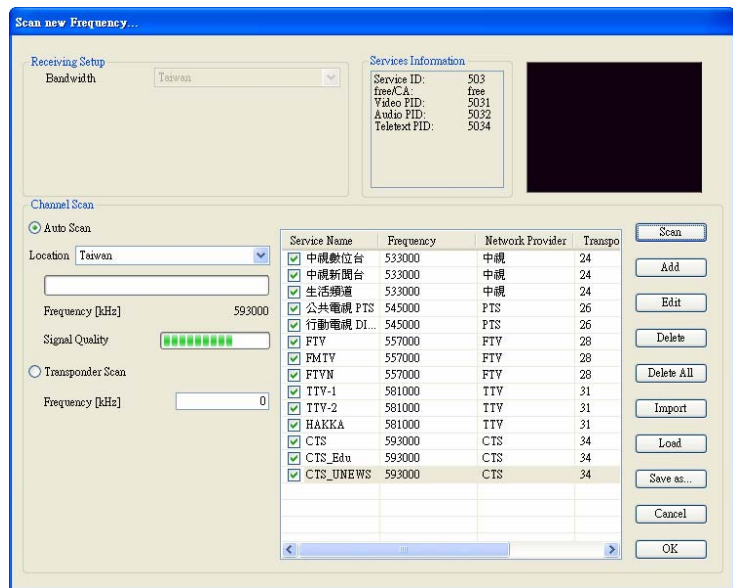 Scan new Frequency...
Receiving Setup
Bandwidth
Taiwan
Services Information
Service ID: 503
free/CA: free
Video PID: 5031
Audio PID: 5032
Teletext PID: 5034
Channel Scan
Auto Scan
Location Taiwan
Frequency [kHz] 593000
Signal Quality
Transponder Scan
Frequency [kHz] 0
Service Name Frequency Network Provider Transpo
中視數位台 533000 中視 24
中視新聞台 533000 中視 24
生活頻道 533000 中視 24
公共電視 PTS 545000 PTS 26
行動電視 DI... 545000 PTS 26
FTV 557000 FTV 28
FMTV 557000 FTV 28
FTVN 557000 FTV 28
TTV-1 581000 TTV 31
TTV-2 581000 TTV 31
HAKKA 581000 TTV 31
CTS 593000 CTS 34
CTS_Edu 593000 CTS 34
CTS_UNEWS 593000 CTS 34
Scan
Add
Edit
Delete
Delete All
Import
Load
Save as...
Cancel
OK